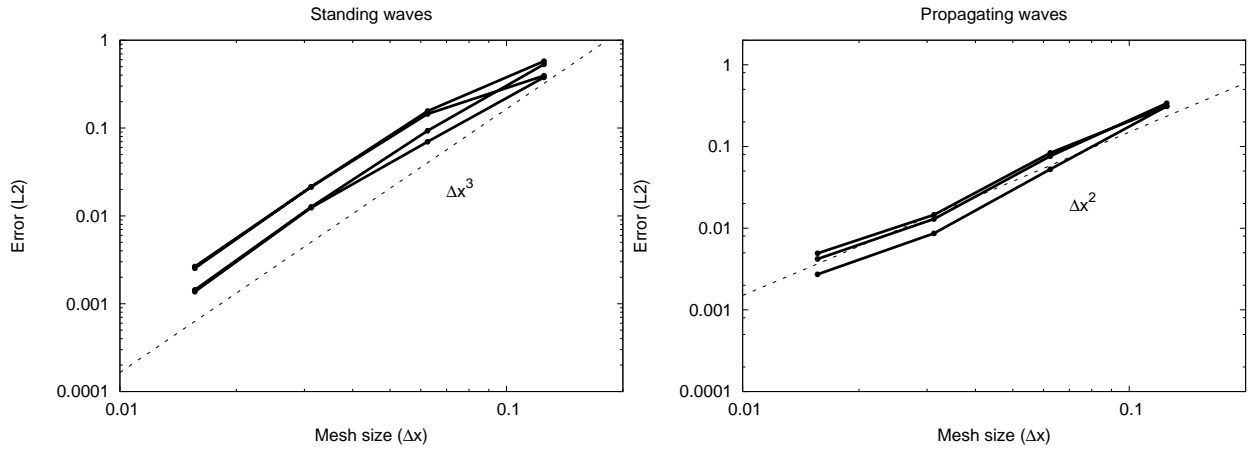 Standing waves
1
0.1
0.01
0.001
0.0001
0.01
0.1
Error (L2)
Mesh size (Δx)
Δx³
Propagating waves
1
0.1
0.01
0.001
0.0001
0.01
0.1
Error (L2)
Mesh size (Δx)
Δx²